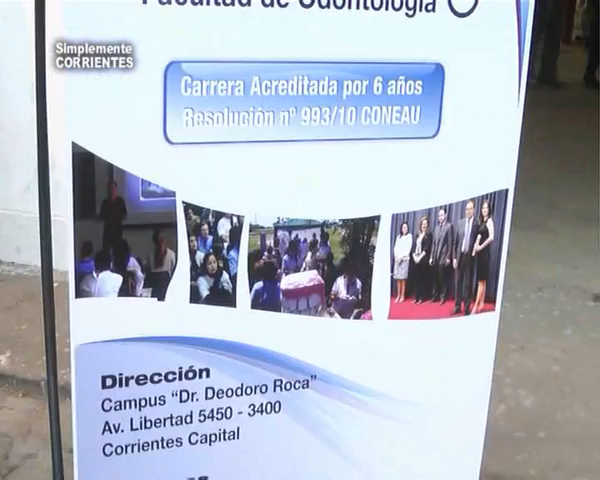 Facultad de Odontología
Simplemente
CORRIENTES
Carrera Acreditada por 6 años
Resolución nº 993/10 CONEAU
Dirección
Campus "Dr. Deodoro Roca"
Av. Libertad 5450 - 3400
Corrientes Capital